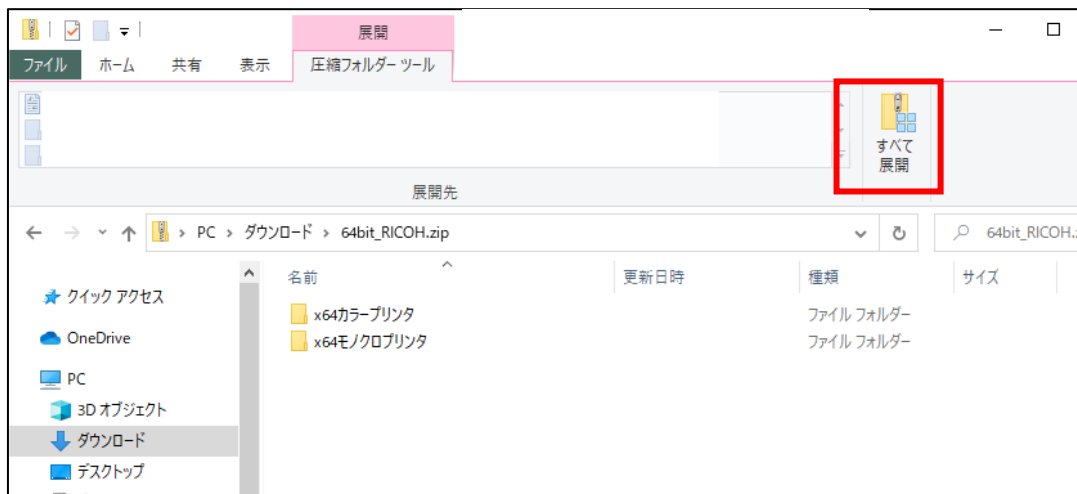 展開
ファイル ホーム 共有 表示 圧縮フォルダー ツール
すべて
展開
展開先
PC › ダウンロード › 64bit_RICOH.zip
64bit_RICOH.
名前 更新日時 種類 サイズ
クイック アクセス
OneDrive
PC
3D オブジェクト
ダウンロード
デスクトップ
x64カラープリンタ ファイル フォルダー
x64モノクロプリンタ ファイル フォルダー